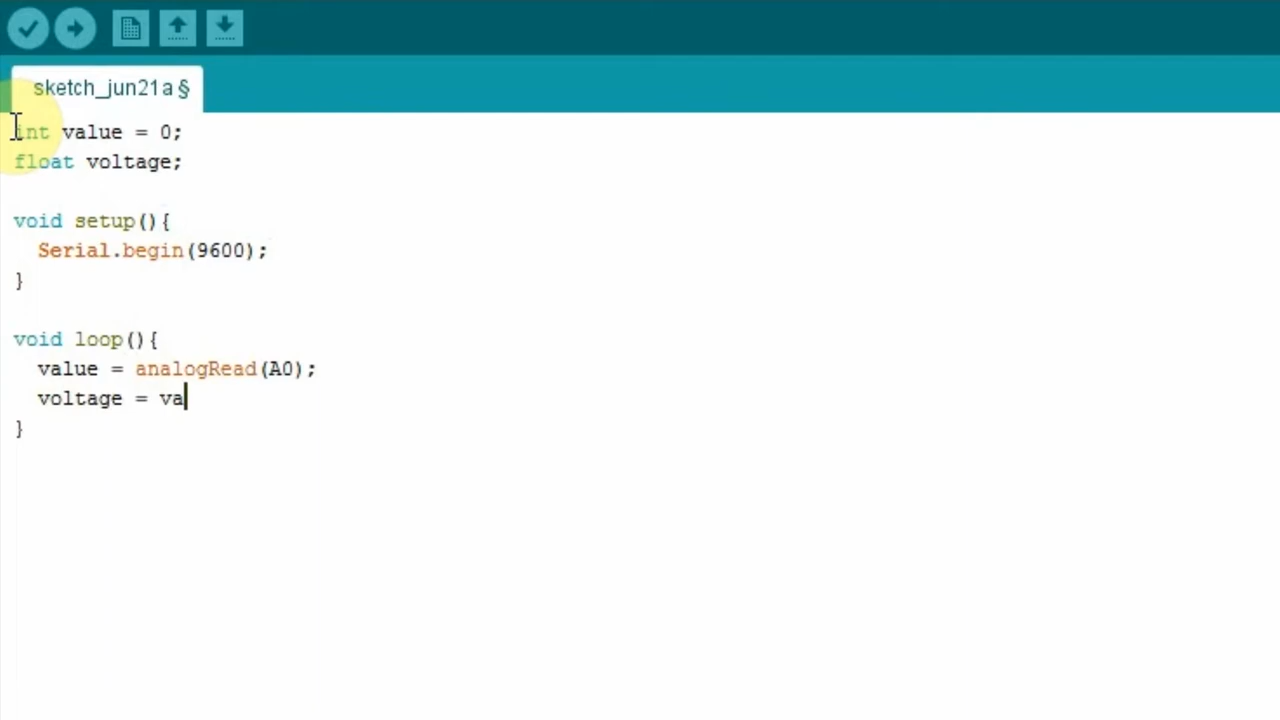 sketch_jun21a §
int value = 0;
float voltage;
void setup(){
  Serial.begin(9600);
}
void loop(){
  value = analogRead(A0);
  voltage = va
}